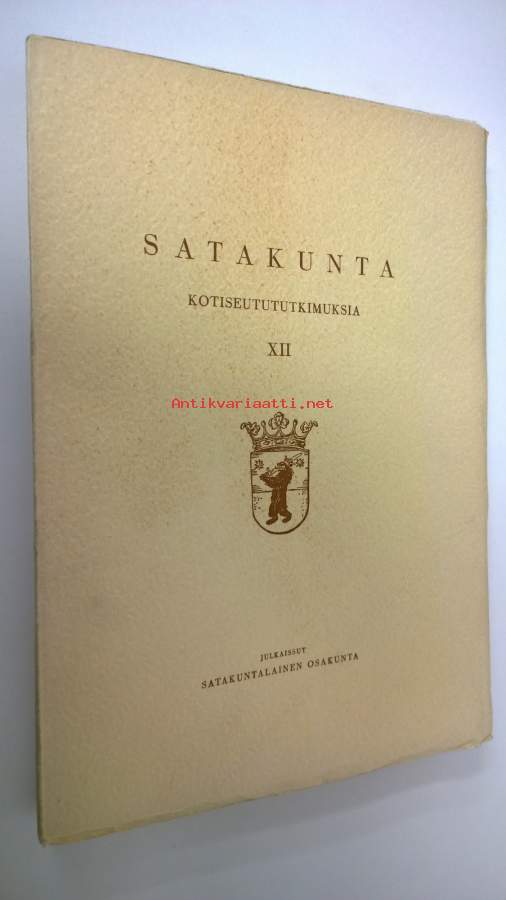 SATAKUNTA
KOTISEUTUTUTKIMUKSIA
XII
Antikvariaatti.net
JULKAISSUT
SATAKUNTALAINEN OSAKUNTA